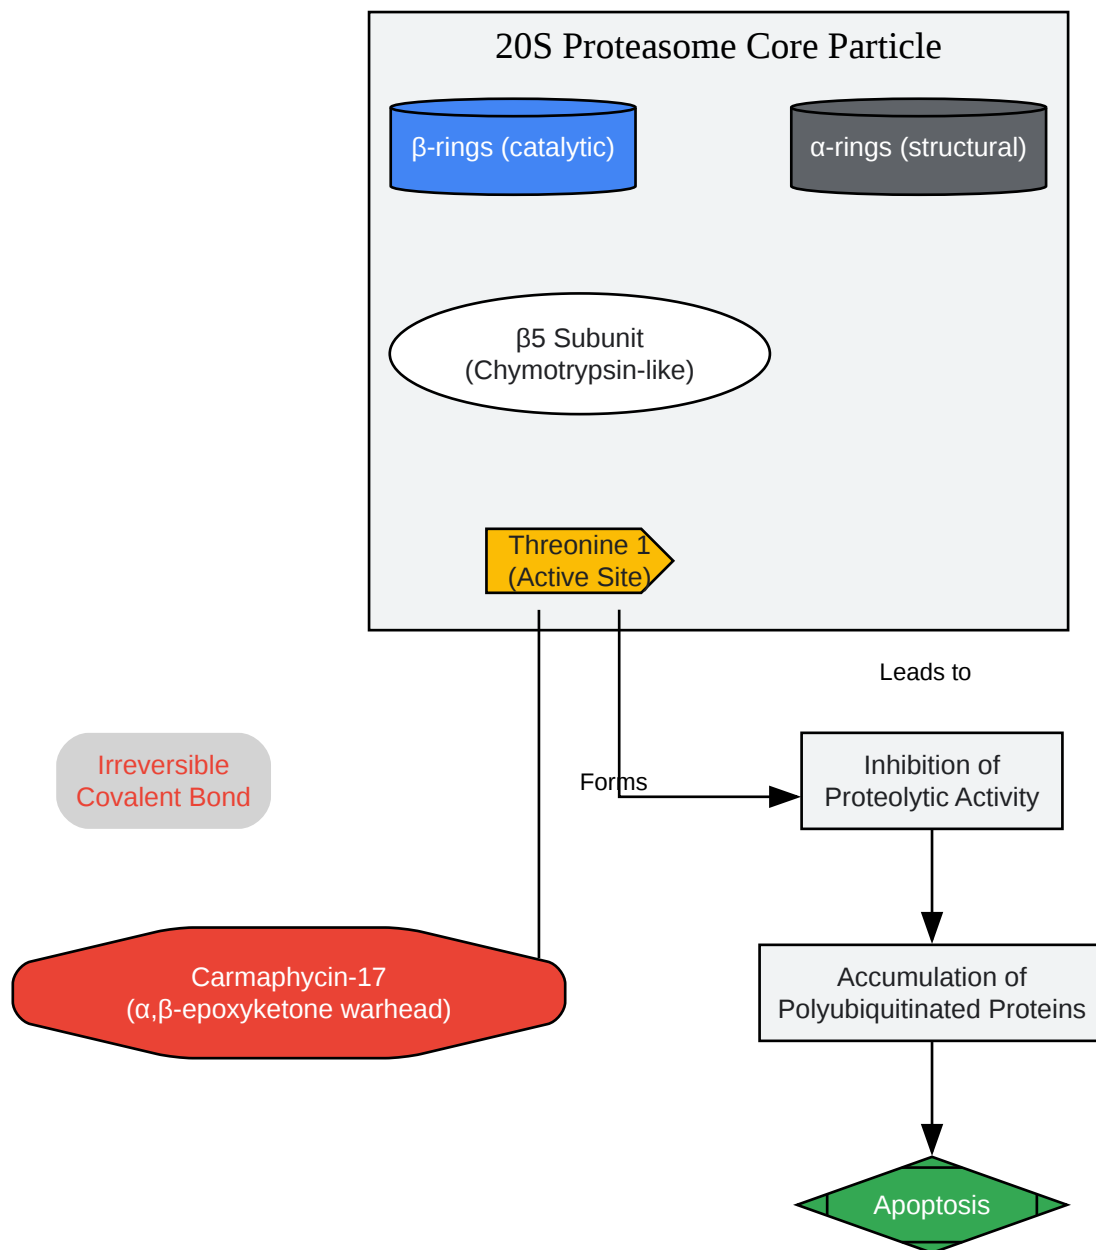 20S Proteasome Core Particle
β-rings (catalytic)
α-rings (structural)
β5 Subunit
(Chymotrypsin-like)
Threonine 1
(Active Site)
Leads to
Irreversible
Covalent Bond
Forms
Inhibition of
Proteolytic Activity
Carmaphycin-17
(α,β-epoxyketone warhead)
Accumulation of
Polyubiquitinated Proteins
Apoptosis